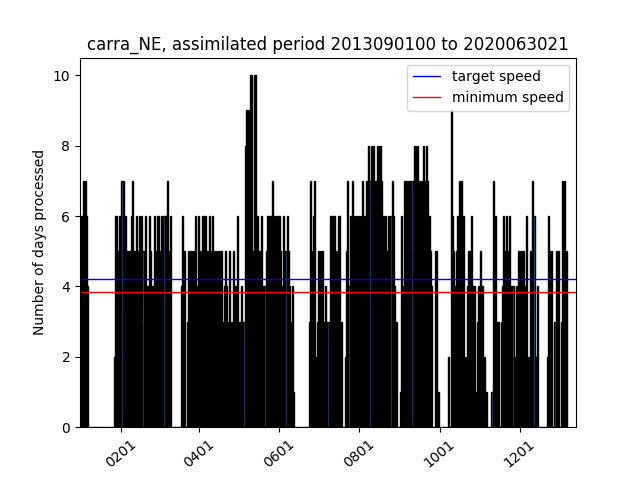 carra_NE, assimilated period 2013090100 to 2020063021
target speed
minimum speed
Number of days processed
10
8
6
4
2
0
0201 0401 0601 0801 1001 1201